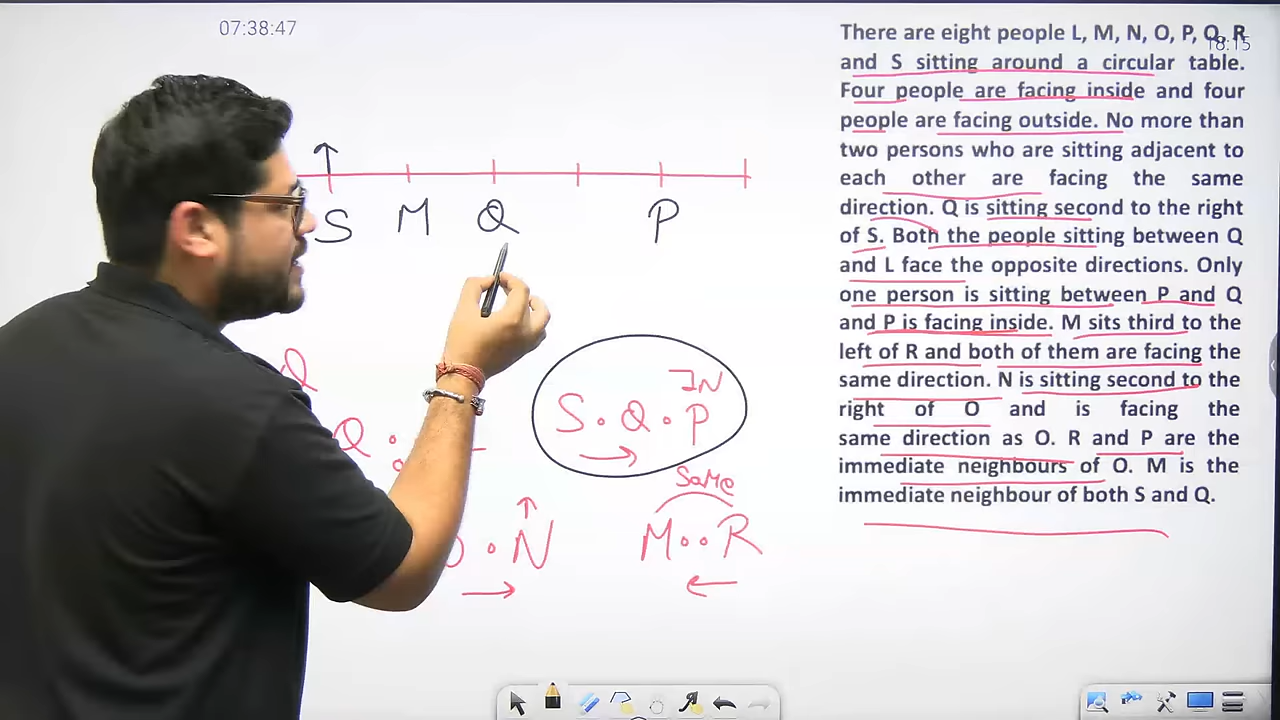 07:38:47
18:15
There are eight people L, M, N, O, P, Q, R
and S sitting around a circular table.
Four people are facing inside and four
people are facing outside. No more than
two persons who are sitting adjacent to
each other are facing the same
direction. Q is sitting second to the right
of S. Both the people sitting between Q
and L face the opposite directions. Only
one person is sitting between P and Q
and P is facing inside. M sits third to the
left of R and both of them are facing the
same direction. N is sitting second to the
right of O and is facing the
same direction as O. R and P are the
immediate neighbours of O. M is the
immediate neighbour of both S and Q.
S M Q P
Q
IN
S . Q . P
Q
Same
N
M . . R